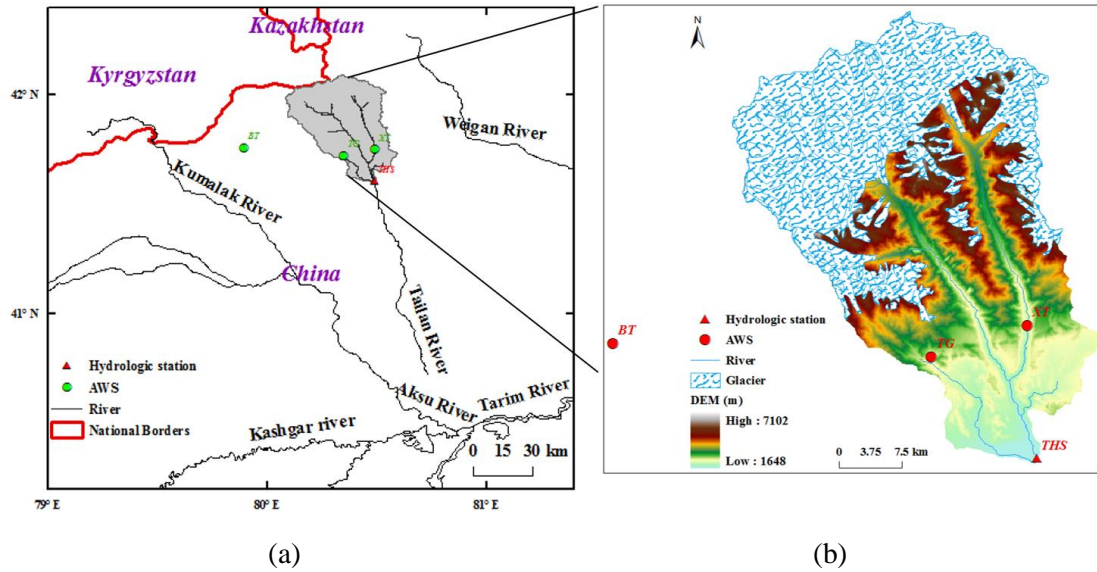 Kazakhstan
Kyrgyzstan
42° N
BT
TG
XT
THS
Weigan River
Kumalak River
China
41° N
Tailan River
Hydrologic station
AWS
River
National Borders
Aksu River
Tarim River
Kashgar river
0 15 30 km
79° E
80° E
81° E
(a)
N
BT
XT
TG
Hydrologic station
AWS
River
Glacier
DEM (m)
High : 7102
Low : 1648
0 3.75 7.5 km
THS
(b)